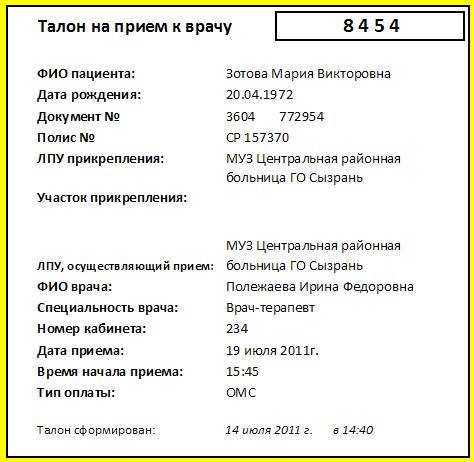 Талон на прием к врачу 8 4 5 4
ФИО пациента: Зотова Мария Викторовна
Дата рождения: 20.04.1972
Документ № 3604 772954
Полис № СР 157370
ЛПУ прикрепления: МУЗ Центральная районная
больница ГО Сызрань
Участок прикрепления:
МУЗ Центральная районная
ЛПУ, осуществляющий прием: больница ГО Сызрань
ФИО врача: Полежаева Ирина Федоровна
Специальность врача: Врач-терапевт
Номер кабинета: 234
Дата приема: 19 июля 2011г.
Время начала приема: 15:45
Тип оплаты: ОМС
Талон сформирован: 14 июля 2011 г. в 14:40